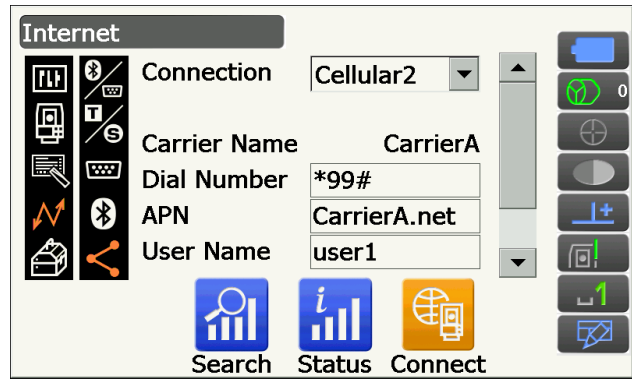 Internet
Connection Cellular2
Carrier Name CarrierA
Dial Number *99#
APN CarrierA.net
User Name user1
Search Status Connect
T
S
0
1
i